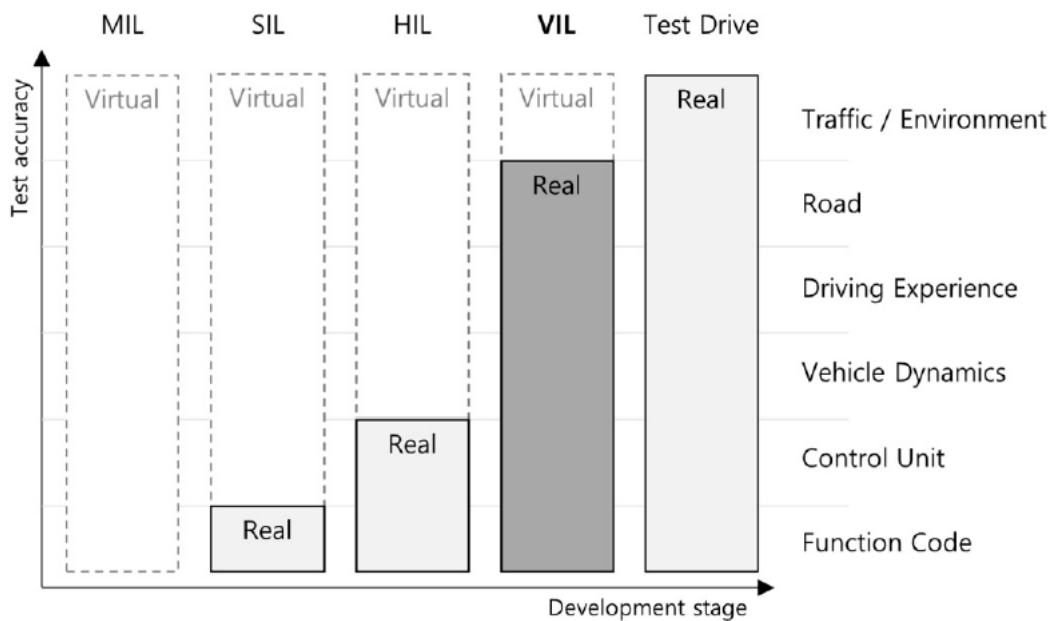 MIL SIL HIL VIL Test Drive
Test accuracy
Virtual Virtual Virtual Virtual Real
Traffic / Environment
Real
Road
Driving Experience
Vehicle Dynamics
Real
Control Unit
Real
Function Code
Development stage